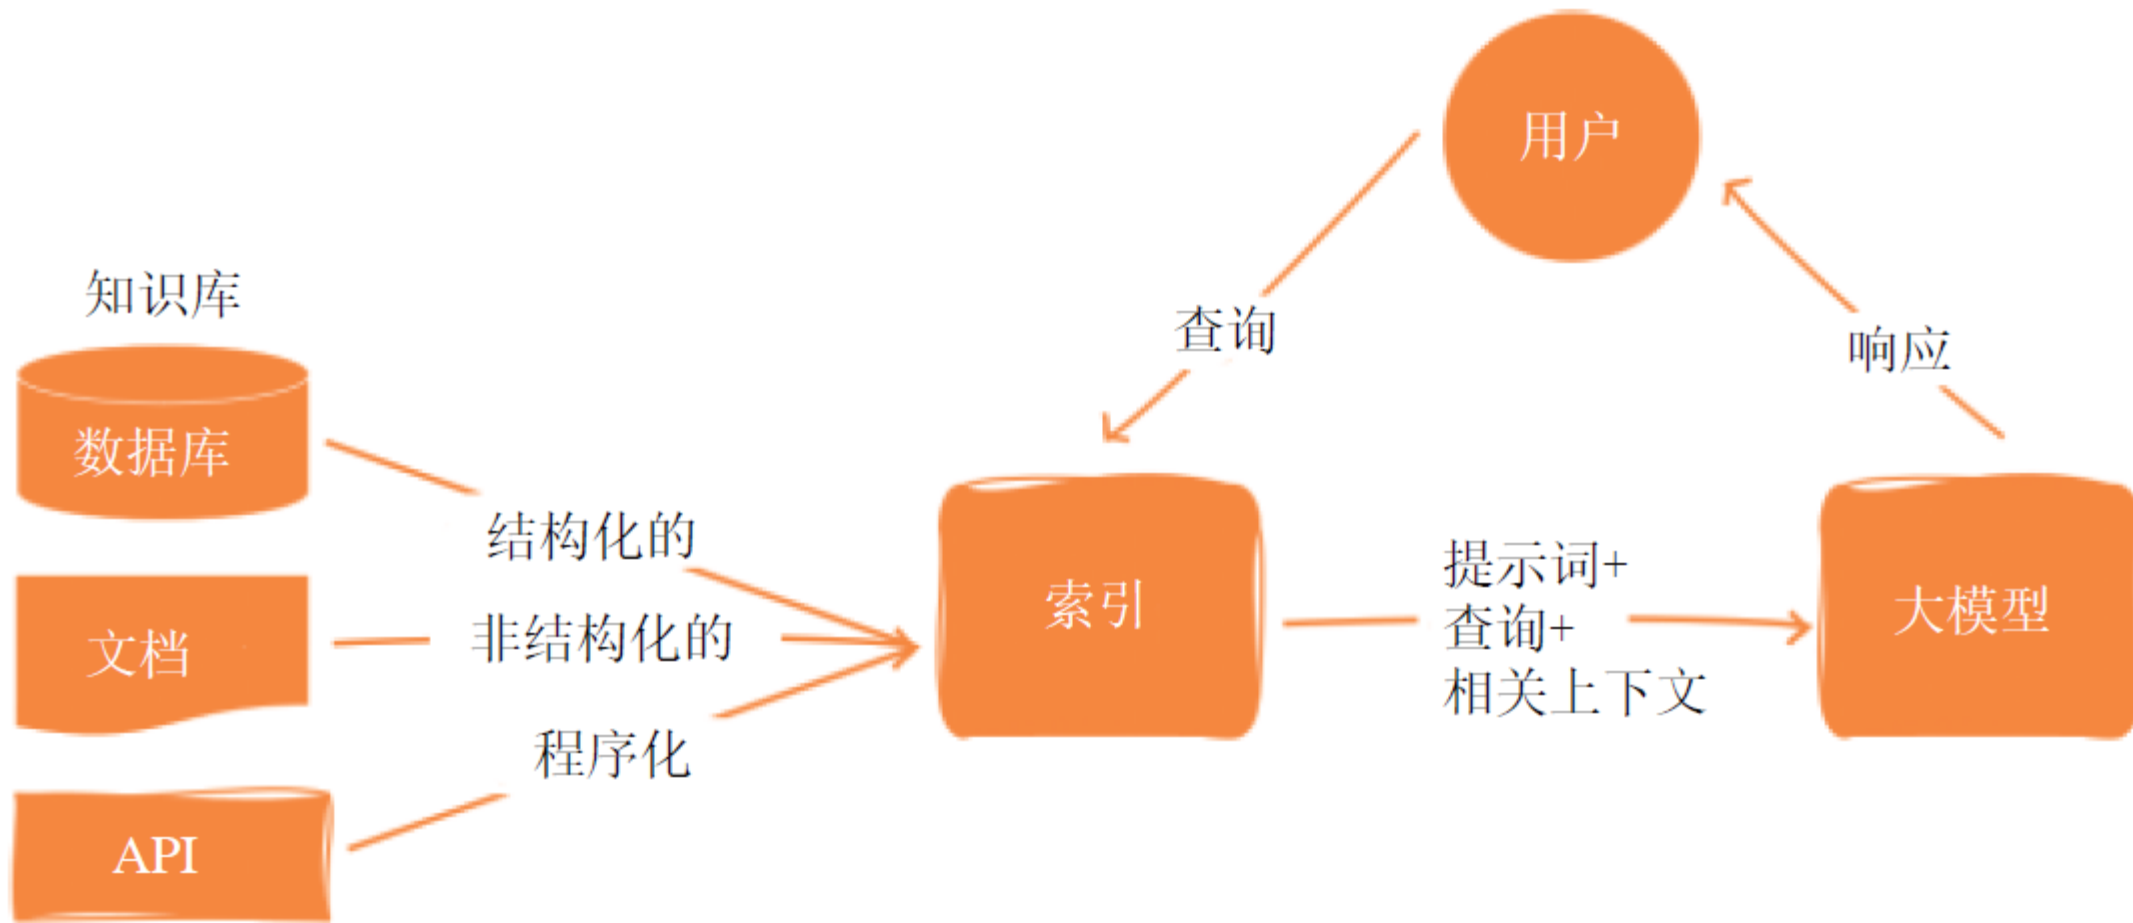 用户
知识库
查询
响应
数据库
结构化的
提示词+
索引
大模型
非结构化的
查询+
文档
相关上下文
程序化
API